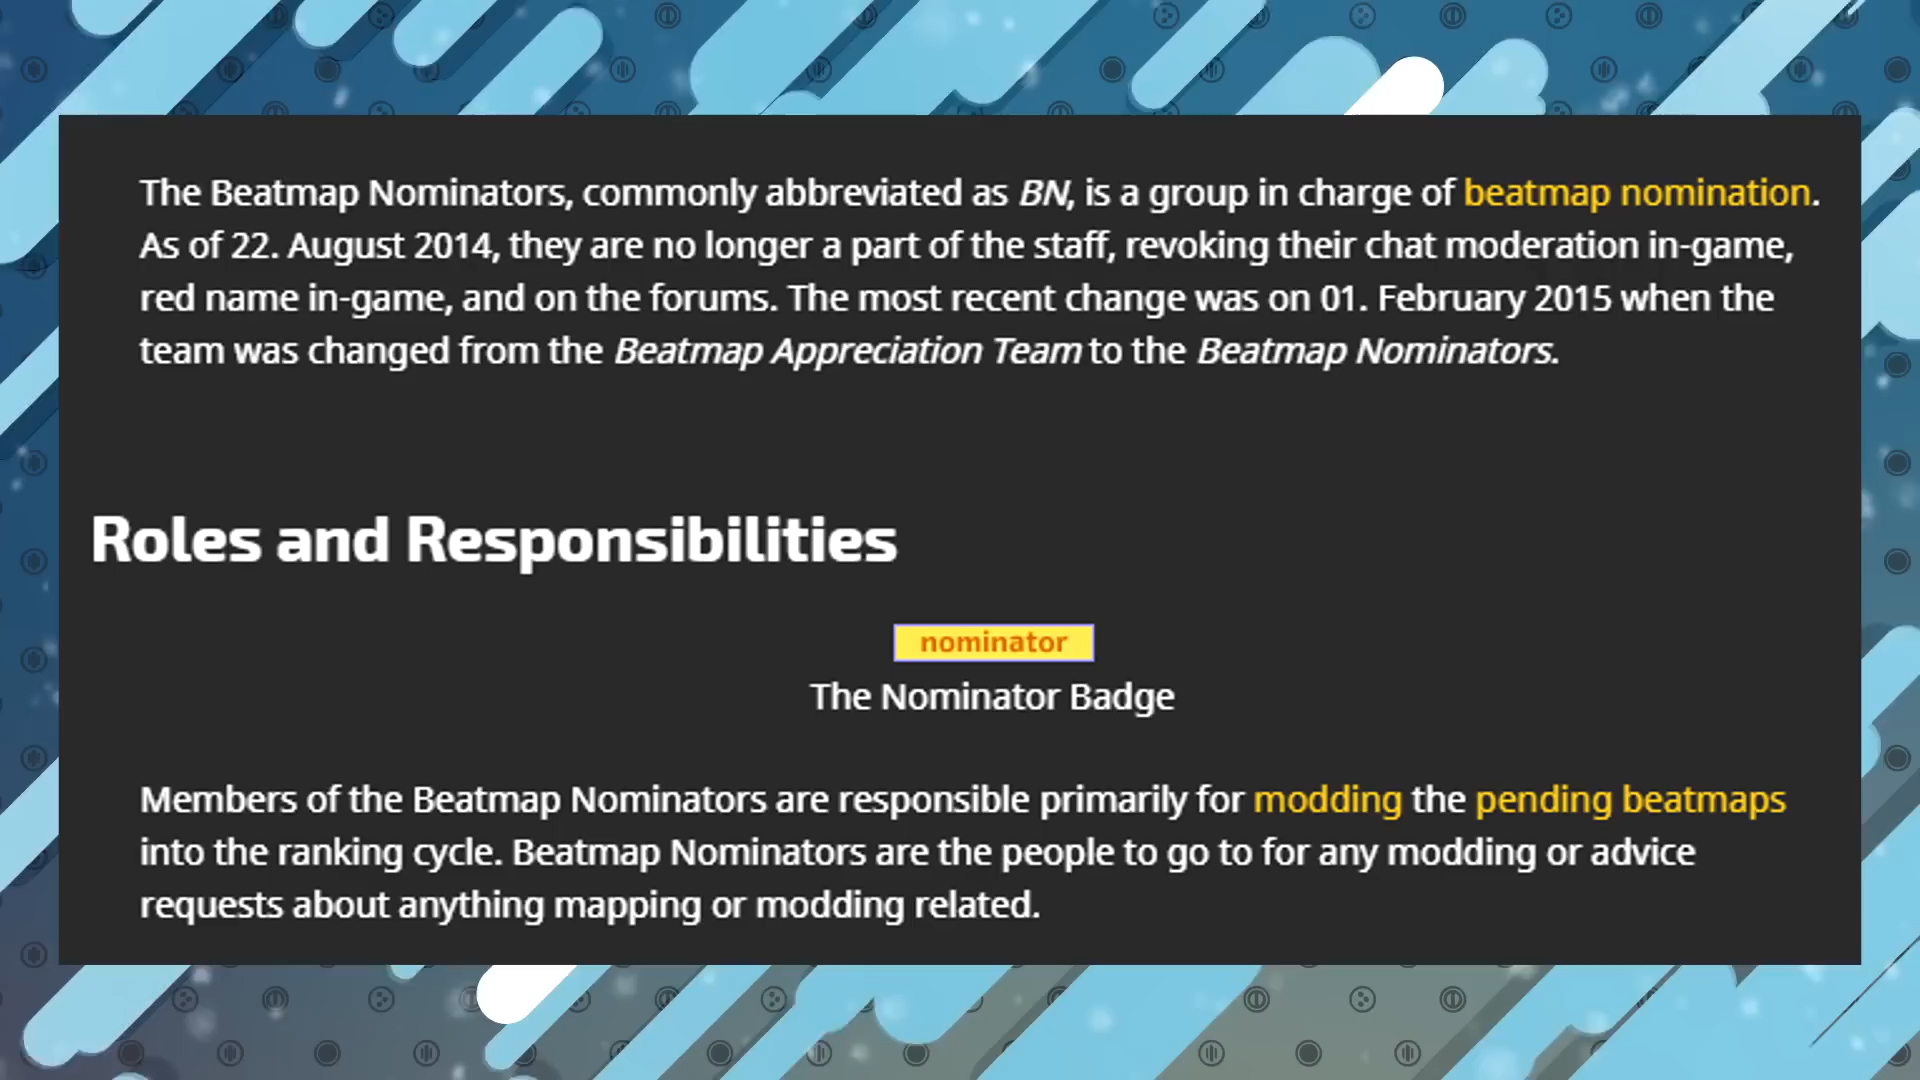 The Beatmap Nominators, commonly abbreviated as BN, is a group in charge of beatmap nomination.
As of 22. August 2014, they are no longer a part of the staff, revoking their chat moderation in-game,
red name in-game, and on the forums. The most recent change was on 01. February 2015 when the
team was changed from the Beatmap Appreciation Team to the Beatmap Nominators.
Roles and Responsibilities
nominator
The Nominator Badge
Members of the Beatmap Nominators are responsible primarily for modding the pending beatmaps
into the ranking cycle. Beatmap Nominators are the people to go to for any modding or advice
requests about anything mapping or modding related.